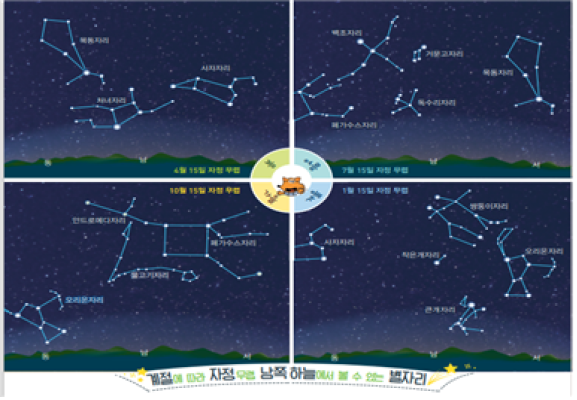 목동자리
사자자리
처녀자리
4월 15일 자정 무렵
동 남
백조자리
거문고자리
목동자리
독수리자리
페가수스자리
7월 15일 자정 무렵
서
10월 15일 자정 무렵
안드로메다자리
페가수스자리
물고기자리
오리온자리
동 남
1월 15일 자정 무렵
쌍둥이자리
사자자리
오리온자리
작은개자리
큰개자리
남 서
계절에 따라 자정 무렵 남쪽 하늘에서 볼 수 있는 별자리